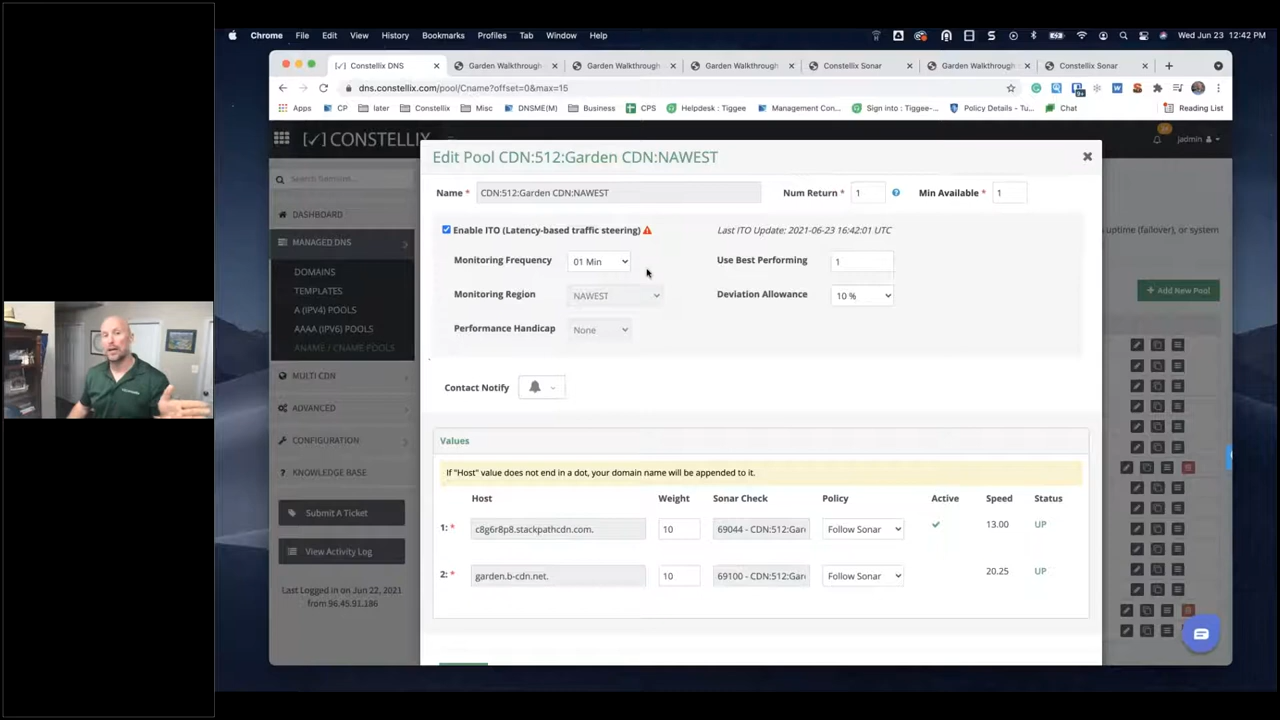 Chrome File Edit View History Bookmarks Profiles Tab Window Help Wed Jun 23 12:42 PM
[✓] Constellix DNS Garden Walkthrough Garden Walkthrough Garden Walkthrough Constellix Sonar Garden Walkthrough Constellix Sonar
dns.constellix.com/pool/Cname?offset=0&max=15
Apps CP later Constellix Misc DNSME(M) Business CPS Helpdesk : Tiggee Management Con... Sign into : Tiggee-... Policy Details - Tu... Chat Reading List
[✓] CONSTELLIX
jadmin
Edit Pool CDN:512:Garden CDN:NAWEST
DASHBOARD
MANAGED DNS
DOMAINS
TEMPLATES
A (IPV4) POOLS
AAAA (IPV6) POOLS
ANAME / CNAME POOLS
MULTI CDN
ADVANCED
CONFIGURATION
KNOWLEDGE BASE
Submit A Ticket
View Activity Log
Last Logged in on Jun 22, 2021
from 96.45.91.186
Name * CDN:512:Garden CDN:NAWEST Num Return * 1 Min Available * 1
Enable ITO (Latency-based traffic steering) Last ITO Update: 2021-06-23 16:42:01 UTC
Monitoring Frequency 01 Min Use Best Performing 1
Monitoring Region NAWEST Deviation Allowance 10 %
Performance Handicap None
Contact Notify
Values
If "Host" value does not end in a dot, your domain name will be appended to it.
Host Weight Sonar Check Policy Active Speed Status
1: * c8g6r8p8.stackpathcdn.com. 10 69044 - CDN:512:Gar Follow Sonar 13.00 UP
2: * garden.b-cdn.net. 10 69100 - CDN:512:Gar Follow Sonar 20.25 UP
uptime (failover), or system
+ Add New Pool